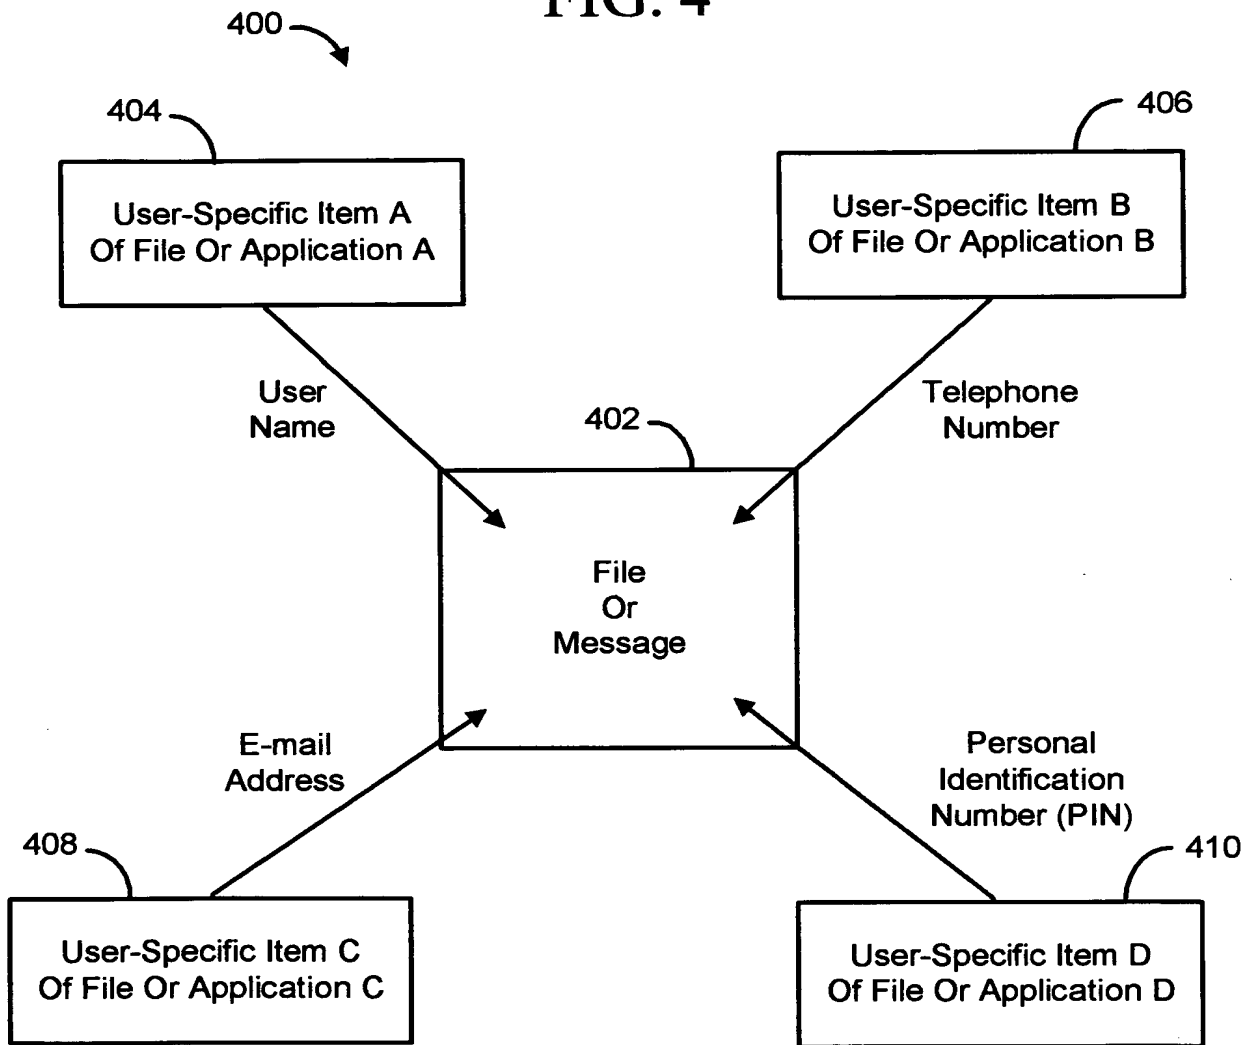 FIG. 4
400
404
406
User-Specific Item A
Of File Or Application A
User-Specific Item B
Of File Or Application B
User
Name
402
Telephone
Number
File
Or
Message
E-mail
Address
Personal
Identification
Number (PIN)
408
410
User-Specific Item C
Of File Or Application C
User-Specific Item D
Of File Or Application D